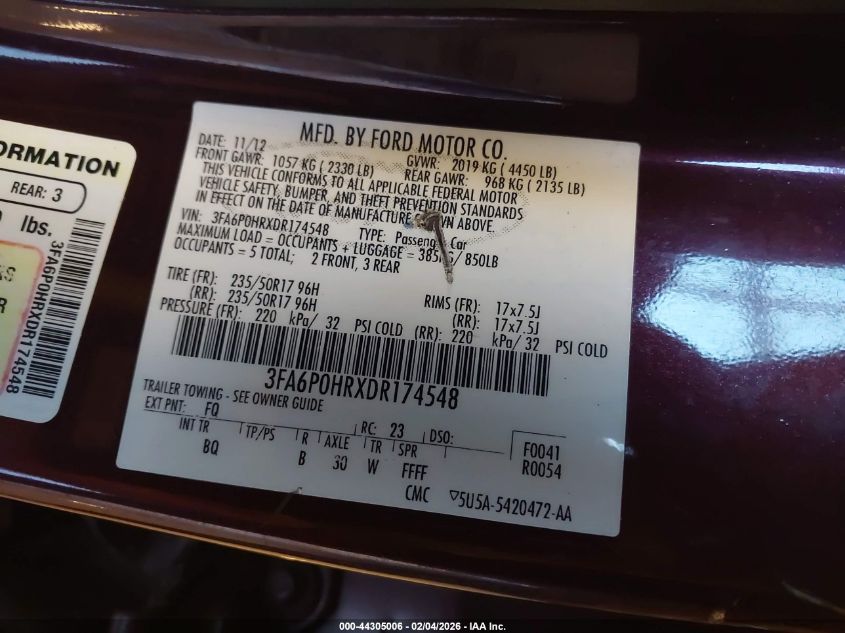 ORMATION
REAR: 3
lbs.
3FA6P0HRXDR174548
MFD. BY FORD MOTOR CO.
DATE: 11/12
GVWR: 2019 KG ( 4450 LB)
FRONT GAWR: 1057 KG ( 2330 LB)
REAR GAWR: 968 KG ( 2135 LB)
THIS VEHICLE CONFORMS TO ALL APPLICABLE FEDERAL MOTOR
VEHICLE SAFETY, BUMPER, AND THEFT PREVENTION STANDARDS
IN EFFECT ON THE DATE OF MANUFACTURE IN ABOVE.
VIN: 3FA6P0HRXDR174548 TYPE: Passeng Car
MAXIMUM LOAD = OCCUPANTS + LUGGAGE = 385 / 850LB
OCCUPANTS = 5 TOTAL; 2 FRONT, 3 REAR
TIRE (FR): 235/50R17 96H RIMS (FR): 17x7.5J
(RR): 235/50R17 96H (RR): 17x7.5J
PRESSURE (FR): 220 kPa/ 32 PSI COLD (RR): 220 kPa/ 32 PSI COLD
3FA6P0HRXDR174548
TRAILER TOWING - SEE OWNER GUIDE
EXT PNT: FQ RC: 23 DSO: F0041
INT TR TP/PS R AXLE TR SPR R0054
BQ B 30 W FFFF
CMC ▽5U5A-5420472-AA
000-44305006 - 02/04/2026 - IAA Inc.